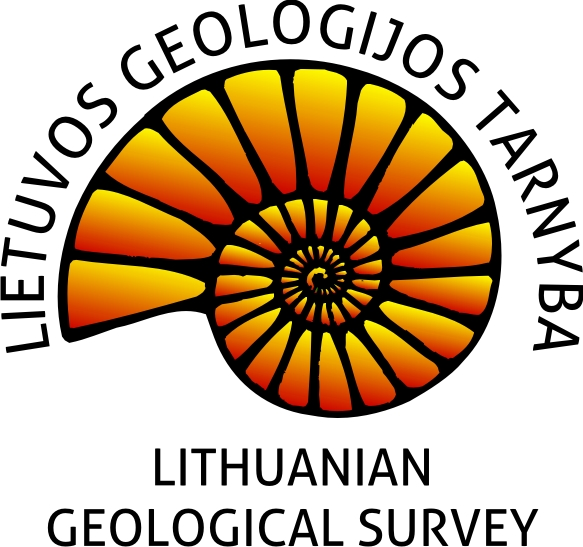 LIETUVOS GEOLOGIJOS TARNYBA
LITHUANIAN
GEOLOGICAL SURVEY